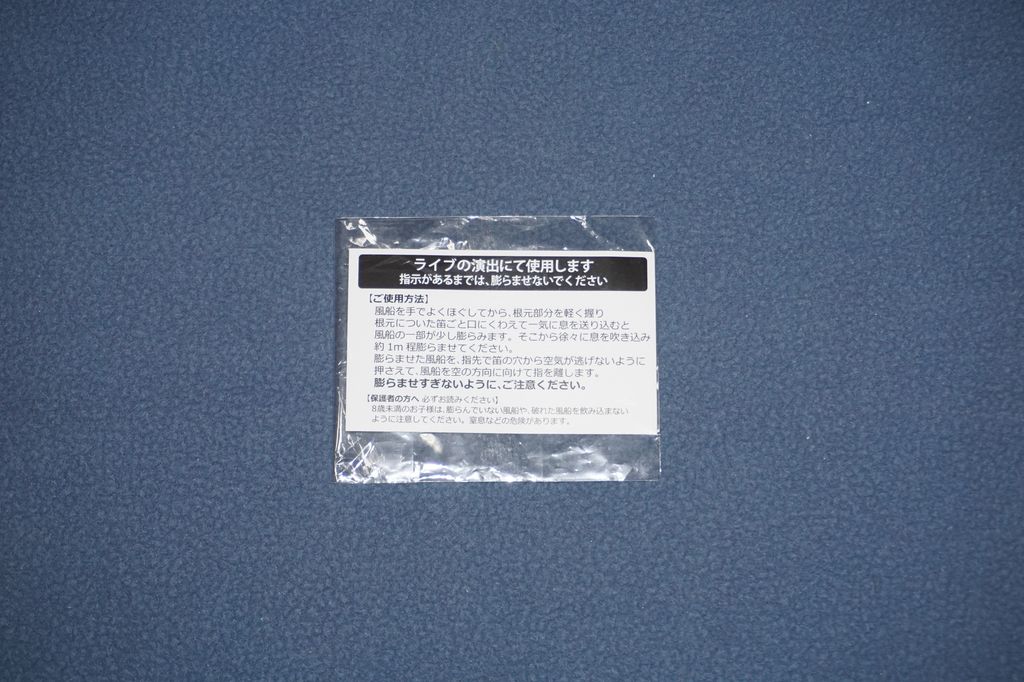 ライブの演出にて使用します
指示があるまでは、膨らませないでください
【ご使用方法】
風船を手でよくほぐしてから、根元部分を軽く握り
根元についた笛ごと口にくわえて一気に息を送り込むと
風船の一部が少し膨らみます。そこから徐々に息を吹き込み
約1m程膨らませてください。
膨らませた風船を、指先で笛の穴から空気が逃げないように
押さえて、風船を空の方向に向けて指を離します。
膨らませすぎないように、ご注意ください。
【保護者の方へ 必ずお読みください】
8歳未満のお子様は、膨らんでいない風船や、破れた風船を飲み込まない
ように注意してください。窒息などの危険があります。